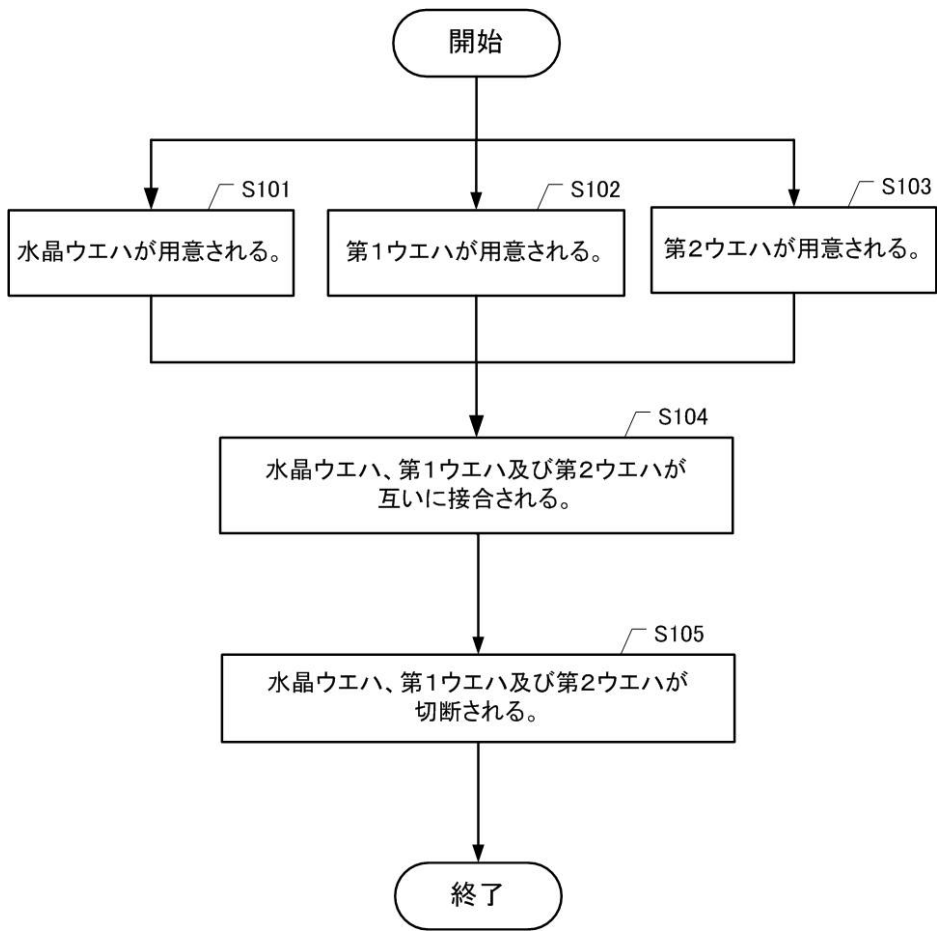 開始
S101
水晶ウエハが用意される。
S102
第1ウエハが用意される。
S103
第2ウエハが用意される。
S104
水晶ウエハ、第1ウエハ及び第2ウエハが
互いに接合される。
S105
水晶ウエハ、第1ウエハ及び第2ウエハが
切断される。
終了